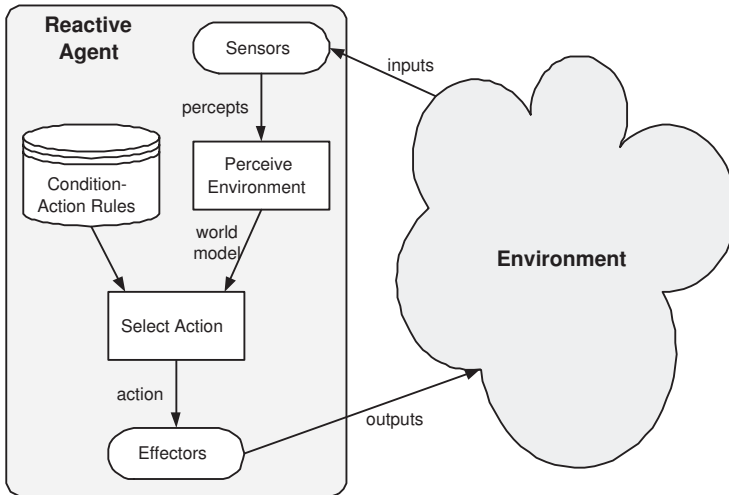 Reactive
Agent
Sensors
inputs
percepts
Perceive
Environment
Condition-
Action Rules
world
model
Environment
Select Action
action
outputs
Effectors